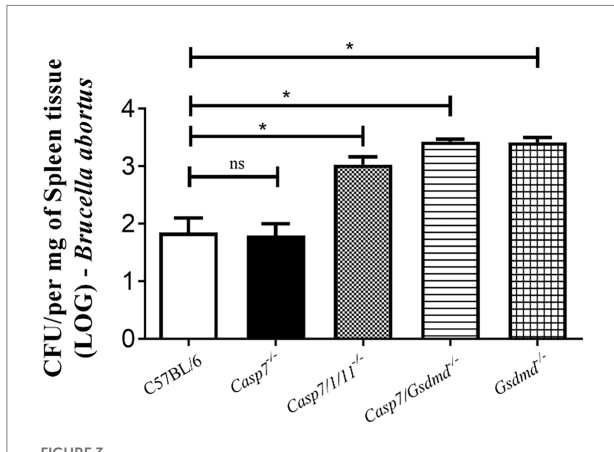 *
*
*
ns
CFU/per mg of Spleen tissue
(LOG) - Brucella abortus
4
3
2
1
0
C57BL/6
Casp7-/-
Casp7/1/11-/-
Casp7/Gsdmd-/-
Gsdmd-/-